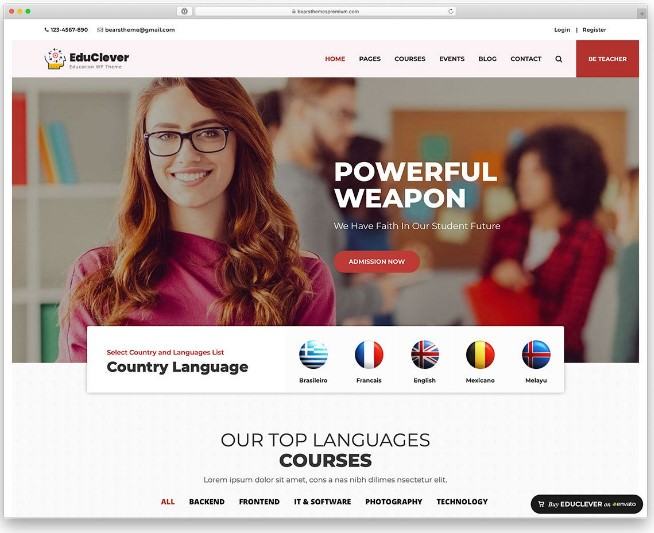 bearsthemespremium.com
123-4567-890 bearstheme@gmail.com Login | Register
EduClever
Education WP Theme
HOME PAGES COURSES EVENTS BLOG CONTACT BE TEACHER
POWERFUL
WEAPON
We Have Faith In Our Student Future
ADMISSION NOW
Select Country and Languages List
Country Language
Brasileiro Francais English Mexicano Melayu
OUR TOP LANGUAGES
COURSES
Lorem ipsum dolor sit amet, cons a nas nibh dilimes nsectetur elit.
ALL BACKEND FRONTEND IT & SOFTWARE PHOTOGRAPHY TECHNOLOGY
Buy EDUCLEVER on envato